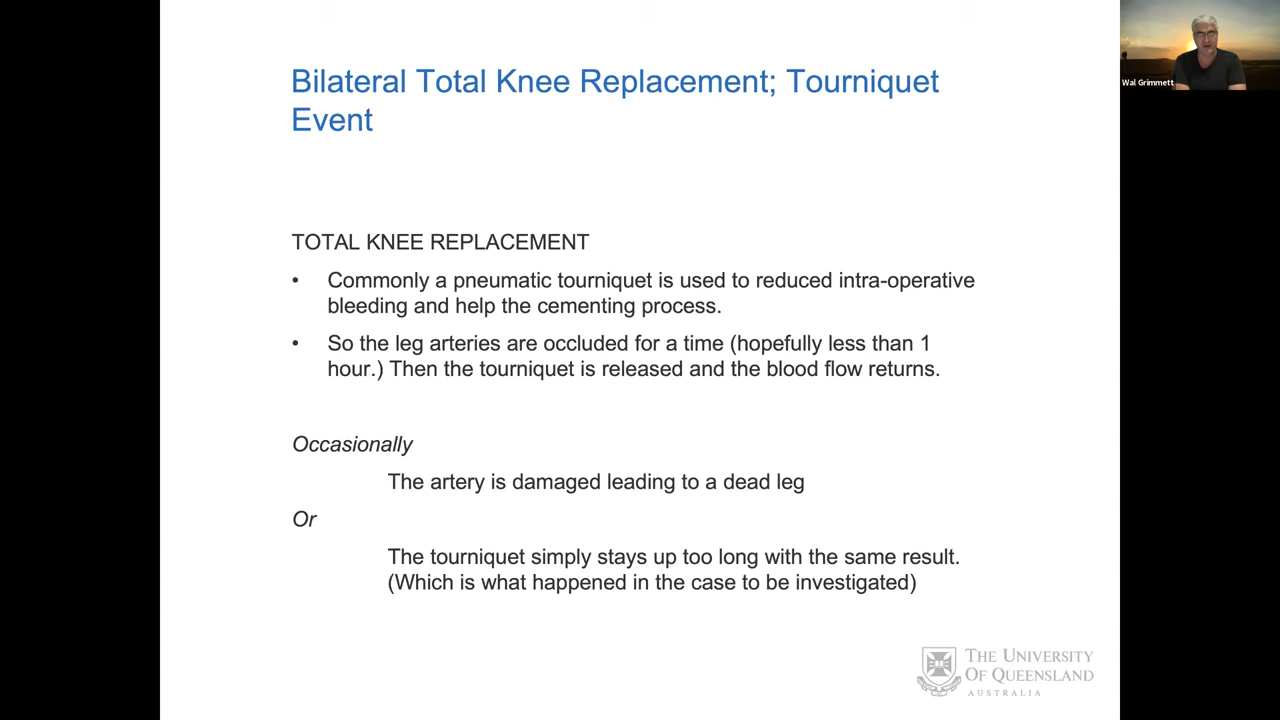 Bilateral Total Knee Replacement; Tourniquet
Event
Wal Grimmett
TOTAL KNEE REPLACEMENT
• Commonly a pneumatic tourniquet is used to reduced intra-operative
bleeding and help the cementing process.
• So the leg arteries are occluded for a time (hopefully less than 1
hour.) Then the tourniquet is released and the blood flow returns.
Occasionally
The artery is damaged leading to a dead leg
Or
The tourniquet simply stays up too long with the same result.
(Which is what happened in the case to be investigated)
THE UNIVERSITY
OF QUEENSLAND
AUSTRALIA